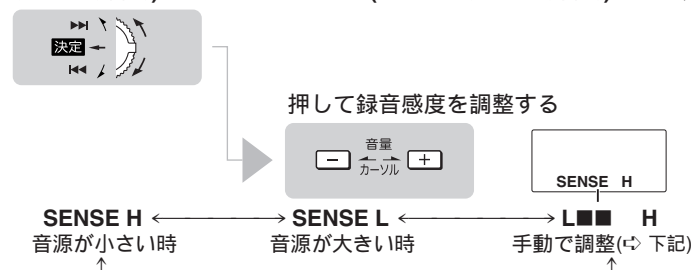 決定
押して録音感度を調整する
音量
カーソル
− +
SENSE H
SENSE H ←→ SENSE L ←→ L■■ H
音源が小さい時 音源が大きい時 手動で調整(⇨ 下記)